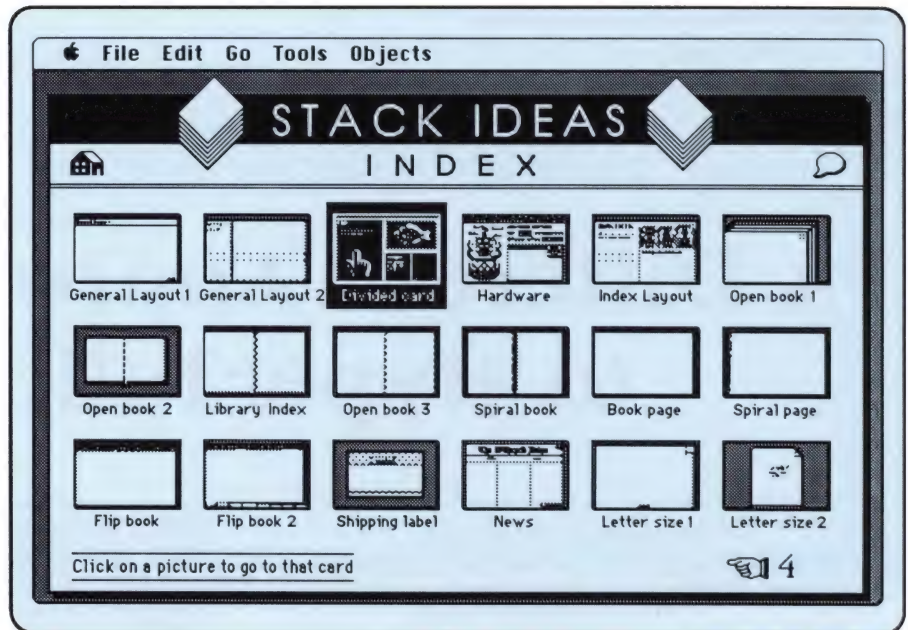 File Edit Go Tools Objects
STACK IDEAS
INDEX
General Layout 1 General Layout 2 Divided card Hardware Index Layout Open book 1
Open book 2 Library Index Open book 3 Spiral book Book page Spiral page
Flip book Flip book 2 Shipping label News Letter size 1 Letter size 2
Click on a picture to go to that card
4